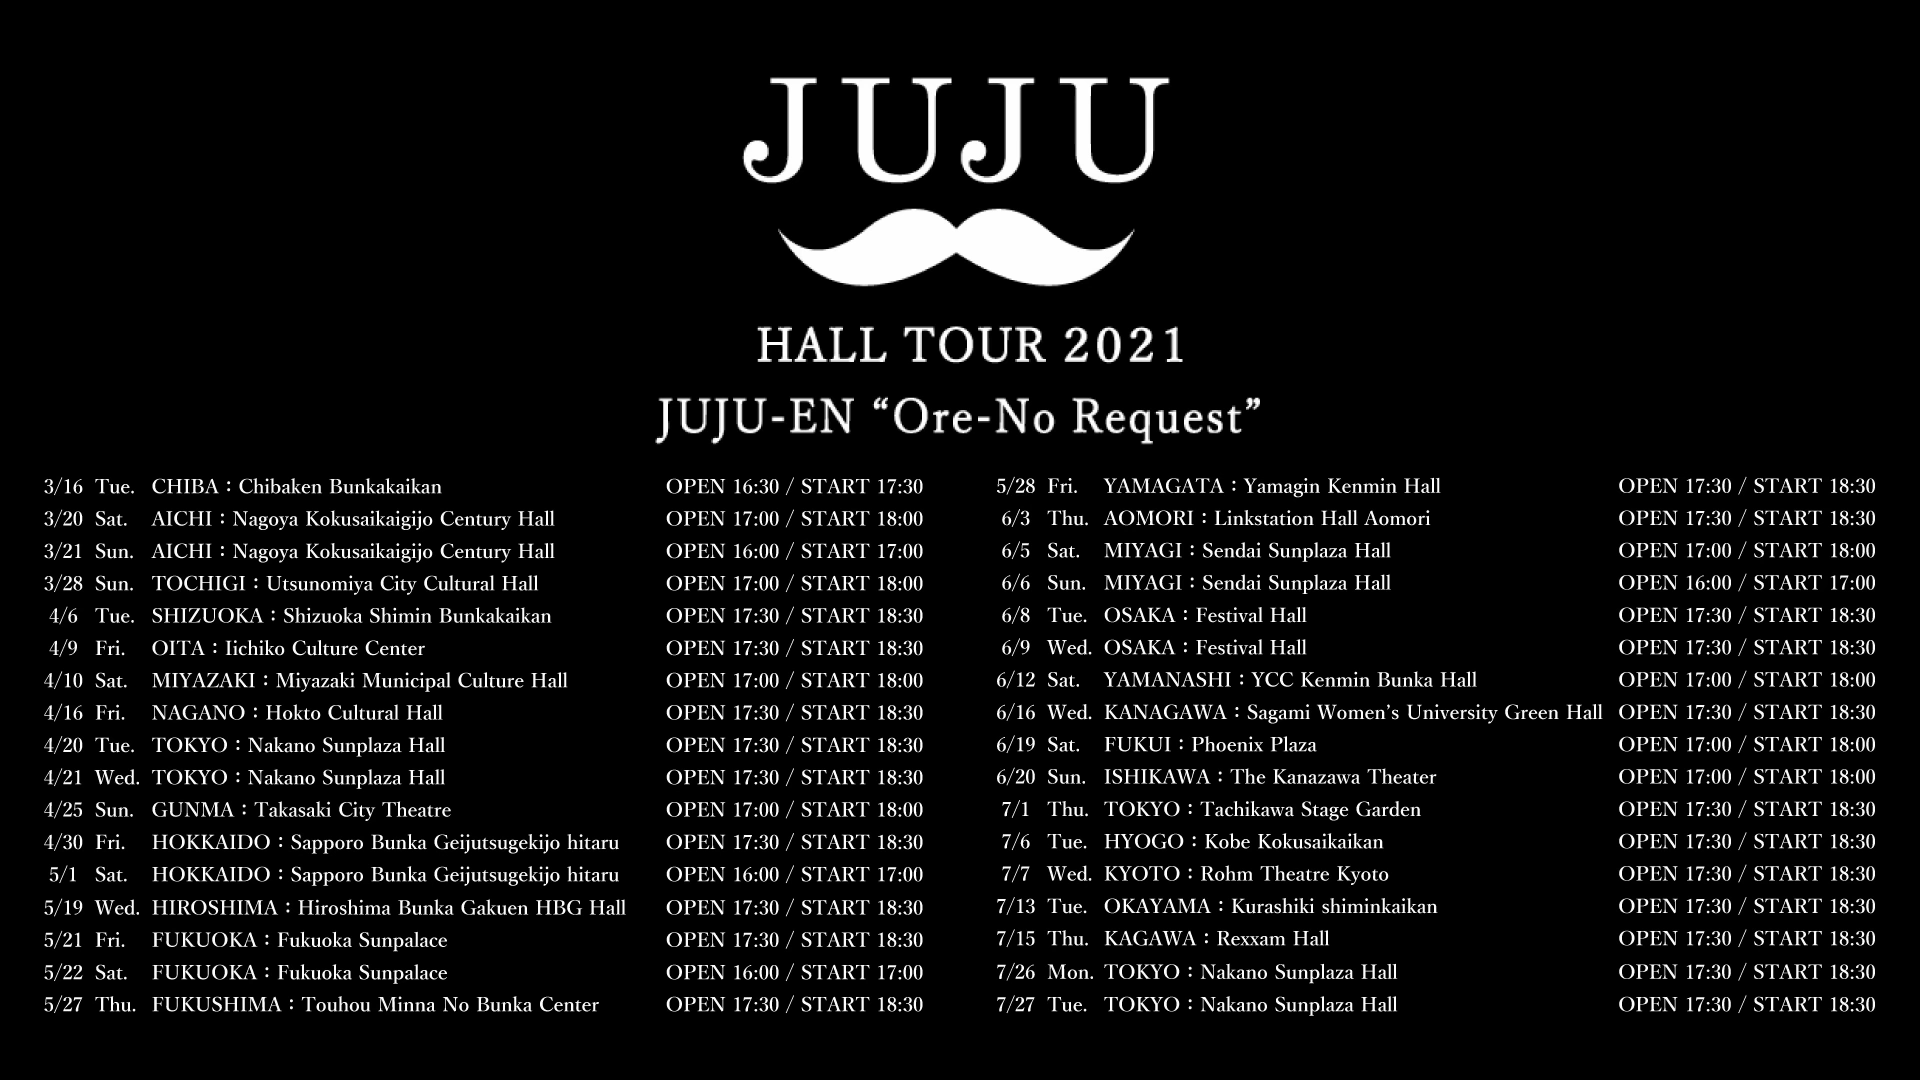 JUJU
HALL TOUR 2021
JUJU-EN “Ore-No Request”
3/16 Tue. CHIBA：Chibaken Bunkakaikan OPEN 16:30 / START 17:30
3/20 Sat. AICHI：Nagoya Kokusaikaigijo Century Hall OPEN 17:00 / START 18:00
3/21 Sun. AICHI：Nagoya Kokusaikaigijo Century Hall OPEN 16:00 / START 17:00
3/28 Sun. TOCHIGI：Utsunomiya City Cultural Hall OPEN 17:00 / START 18:00
4/6 Tue. SHIZUOKA：Shizuoka Shimin Bunkakaikan OPEN 17:30 / START 18:30
4/9 Fri. OITA：Iichiko Culture Center OPEN 17:30 / START 18:30
4/10 Sat. MIYAZAKI：Miyazaki Municipal Culture Hall OPEN 17:00 / START 18:00
4/16 Fri. NAGANO：Hokto Cultural Hall OPEN 17:30 / START 18:30
4/20 Tue. TOKYO：Nakano Sunplaza Hall OPEN 17:30 / START 18:30
4/21 Wed. TOKYO：Nakano Sunplaza Hall OPEN 17:30 / START 18:30
4/25 Sun. GUNMA：Takasaki City Theatre OPEN 17:00 / START 18:00
4/30 Fri. HOKKAIDO：Sapporo Bunka Geijutsugekijo hitaru OPEN 17:30 / START 18:30
5/1 Sat. HOKKAIDO：Sapporo Bunka Geijutsugekijo hitaru OPEN 16:00 / START 17:00
5/19 Wed. HIROSHIMA：Hiroshima Bunka Gakuen HBG Hall OPEN 17:30 / START 18:30
5/21 Fri. FUKUOKA：Fukuoka Sunpalace OPEN 17:30 / START 18:30
5/22 Sat. FUKUOKA：Fukuoka Sunpalace OPEN 16:00 / START 17:00
5/27 Thu. FUKUSHIMA：Touhou Minna No Bunka Center OPEN 17:30 / START 18:30
5/28 Fri. YAMAGATA：Yamagin Kenmin Hall OPEN 17:30 / START 18:30
6/3 Thu. AOMORI：Linkstation Hall Aomori OPEN 17:30 / START 18:30
6/5 Sat. MIYAGI：Sendai Sunplaza Hall OPEN 17:00 / START 18:00
6/6 Sun. MIYAGI：Sendai Sunplaza Hall OPEN 16:00 / START 17:00
6/8 Tue. OSAKA：Festival Hall OPEN 17:30 / START 18:30
6/9 Wed. OSAKA：Festival Hall OPEN 17:30 / START 18:30
6/12 Sat. YAMANASHI：YCC Kenmin Bunka Hall OPEN 17:00 / START 18:00
6/16 Wed. KANAGAWA：Sagami Women’s University Green Hall OPEN 17:30 / START 18:30
6/19 Sat. FUKUI：Phoenix Plaza OPEN 17:00 / START 18:00
6/20 Sun. ISHIKAWA：The Kanazawa Theater OPEN 17:00 / START 18:00
7/1 Thu. TOKYO：Tachikawa Stage Garden OPEN 17:30 / START 18:30
7/6 Tue. HYOGO：Kobe Kokusaikaikan OPEN 17:30 / START 18:30
7/7 Wed. KYOTO：Rohm Theatre Kyoto OPEN 17:30 / START 18:30
7/13 Tue. OKAYAMA：Kurashiki shiminkaikan OPEN 17:30 / START 18:30
7/15 Thu. KAGAWA：Rexxam Hall OPEN 17:30 / START 18:30
7/26 Mon. TOKYO：Nakano Sunplaza Hall OPEN 17:30 / START 18:30
7/27 Tue. TOKYO：Nakano Sunplaza Hall OPEN 17:30 / START 18:30